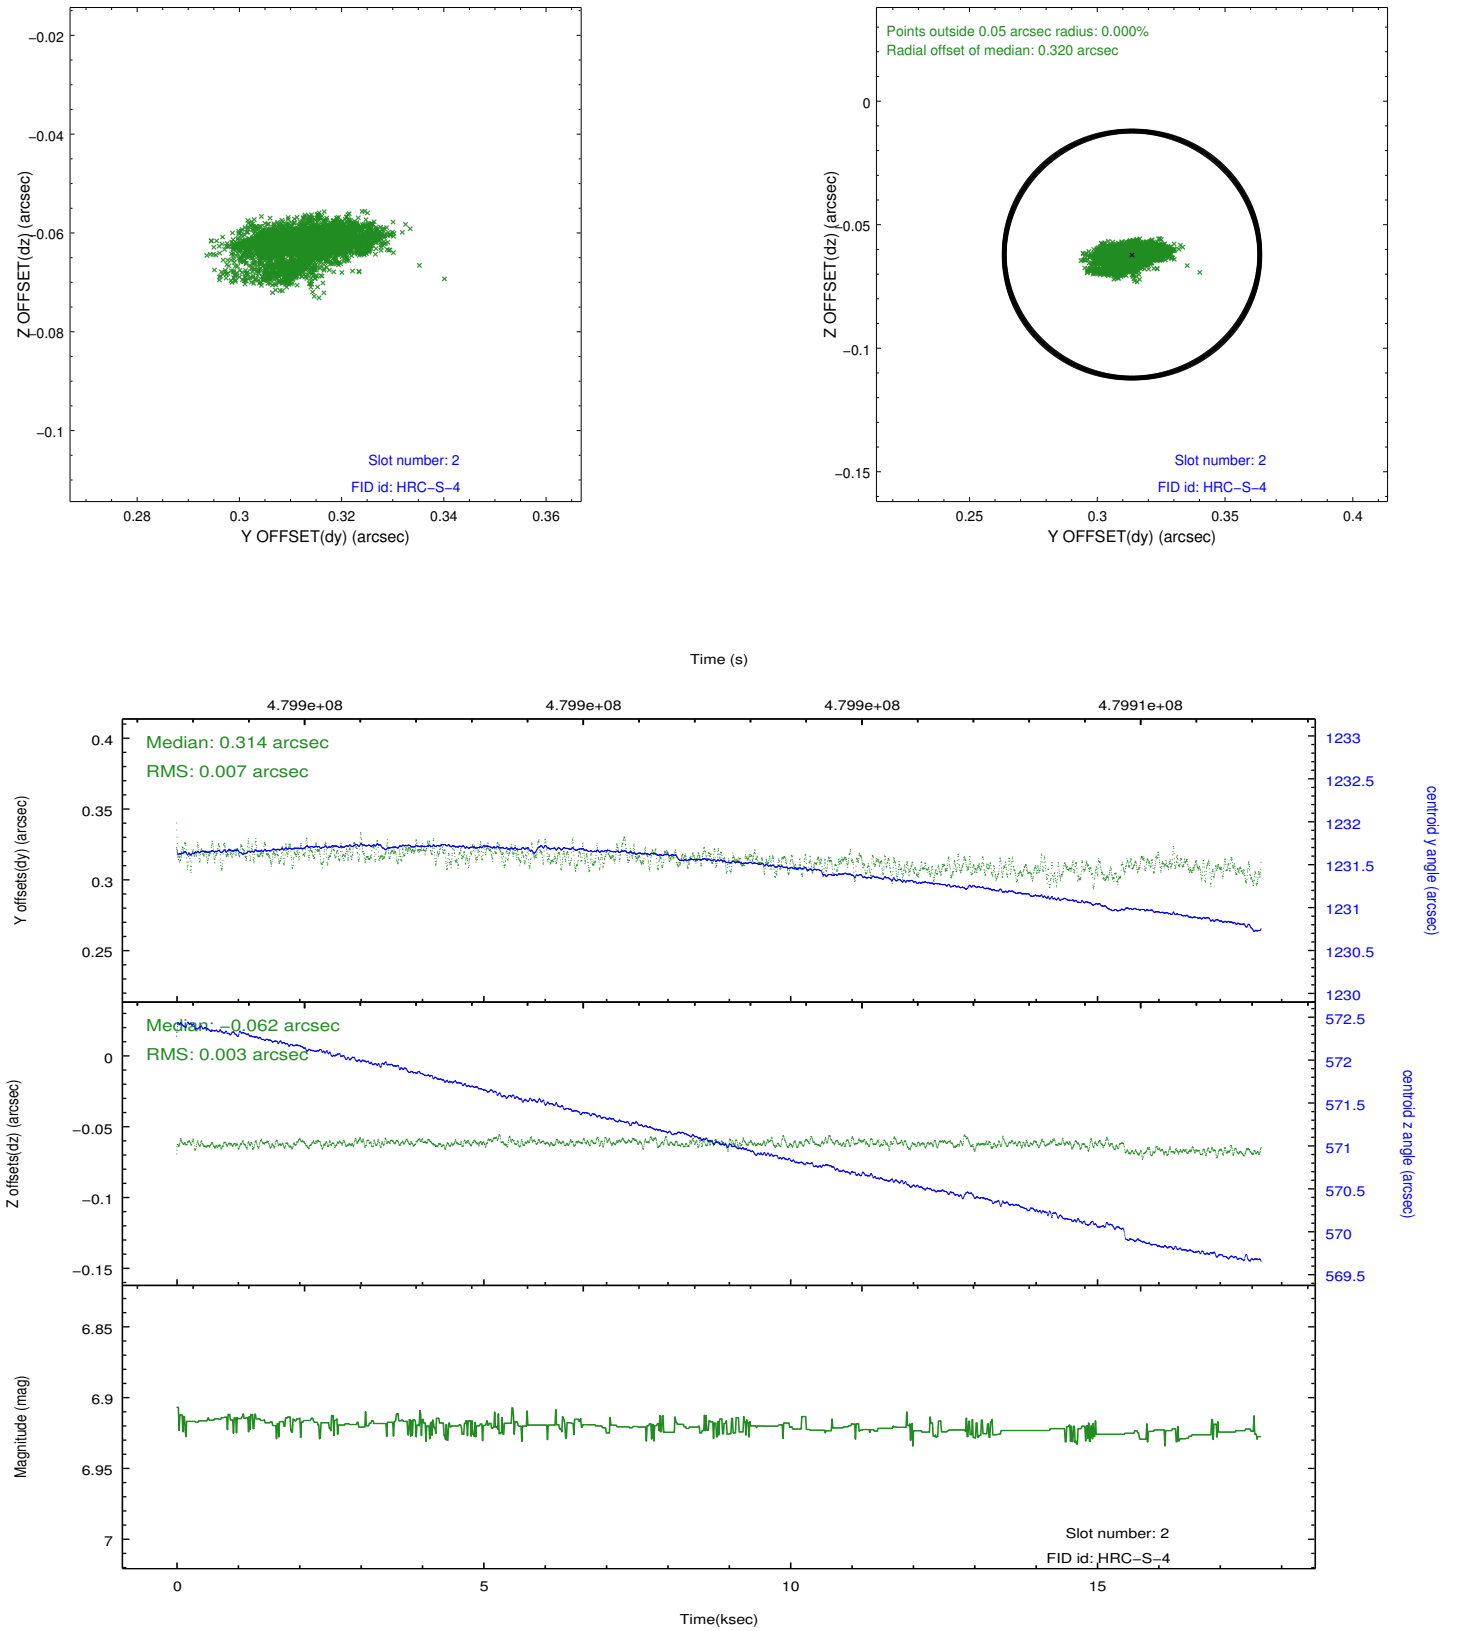 −0.02
−0.04
−0.06
−0.08
−0.1
Z OFFSET(dz) (arcsec)
Slot number: 2
FID id: HRC−S−4
0.28 0.3 0.32 0.34 0.36
Y OFFSET(dy) (arcsec)
Points outside 0.05 arcsec radius: 0.000%
Radial offset of median: 0.320 arcsec
0
−0.05
−0.1
−0.15
Z OFFSET(dz) (arcsec)
Slot number: 2
FID id: HRC−S−4
0.25 0.3 0.35 0.4
Y OFFSET(dy) (arcsec)
Time (s)
4.799e+08 4.799e+08 4.799e+08 4.7991e+08
Median: 0.314 arcsec
RMS: 0.007 arcsec
0.4
0.35
0.3
0.25
Y offsets(dy) (arcsec)
1233
1232.5
1232
1231.5
1231
1230.5
1230
centroid y angle (arcsec)
Median: −0.062 arcsec
RMS: 0.003 arcsec
0
−0.05
−0.1
−0.15
Z offsets(dz) (arcsec)
572.5
572
571.5
571
570.5
570
569.5
centroid z angle (arcsec)
6.85
6.9
6.95
7
Magnitude (mag)
Slot number: 2
FID id: HRC−S−4
0 5 10 15
Time(ksec)